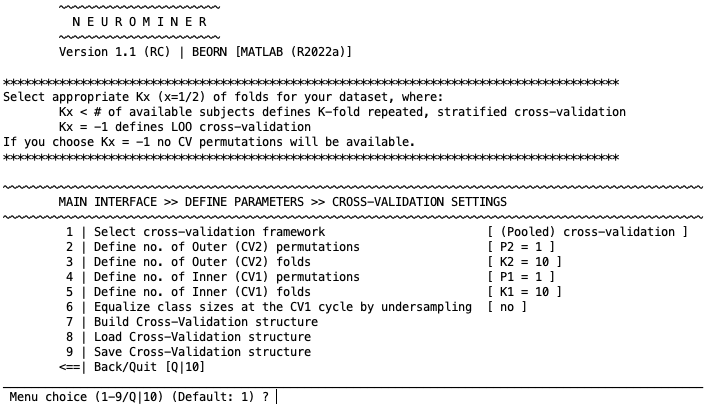 N E U R O M I N E R
Version 1.1 (RC) | BEORN [MATLAB (R2022a)]
Select appropriate Kx (x=1/2) of folds for your dataset, where:
Kx < # of available subjects defines K-fold repeated, stratified cross-validation
Kx = -1 defines LOO cross-validation
If you choose Kx = -1 no CV permutations will be available.
MAIN INTERFACE >> DEFINE PARAMETERS >> CROSS-VALIDATION SETTINGS
1 | Select cross-validation framework [ (Pooled) cross-validation ]
2 | Define no. of Outer (CV2) permutations [ P2 = 1 ]
3 | Define no. of Outer (CV2) folds [ K2 = 10 ]
4 | Define no. of Inner (CV1) permutations [ P1 = 1 ]
5 | Define no. of Inner (CV1) folds [ K1 = 10 ]
6 | Equalize class sizes at the CV1 cycle by undersampling [ no ]
7 | Build Cross-Validation structure
8 | Load Cross-Validation structure
9 | Save Cross-Validation structure
<==| Back/Quit [Q|10]
Menu choice (1-9/Q|10) (Default: 1) ?